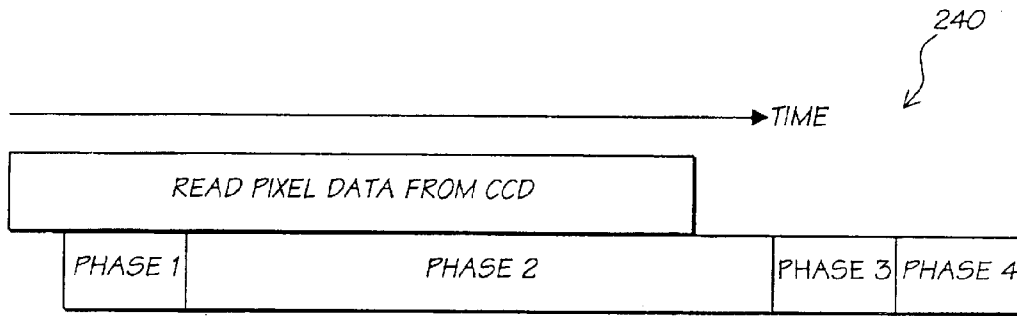 240
TIME
READ PIXEL DATA FROM CCD
PHASE 1 PHASE 2 PHASE 3 PHASE 4